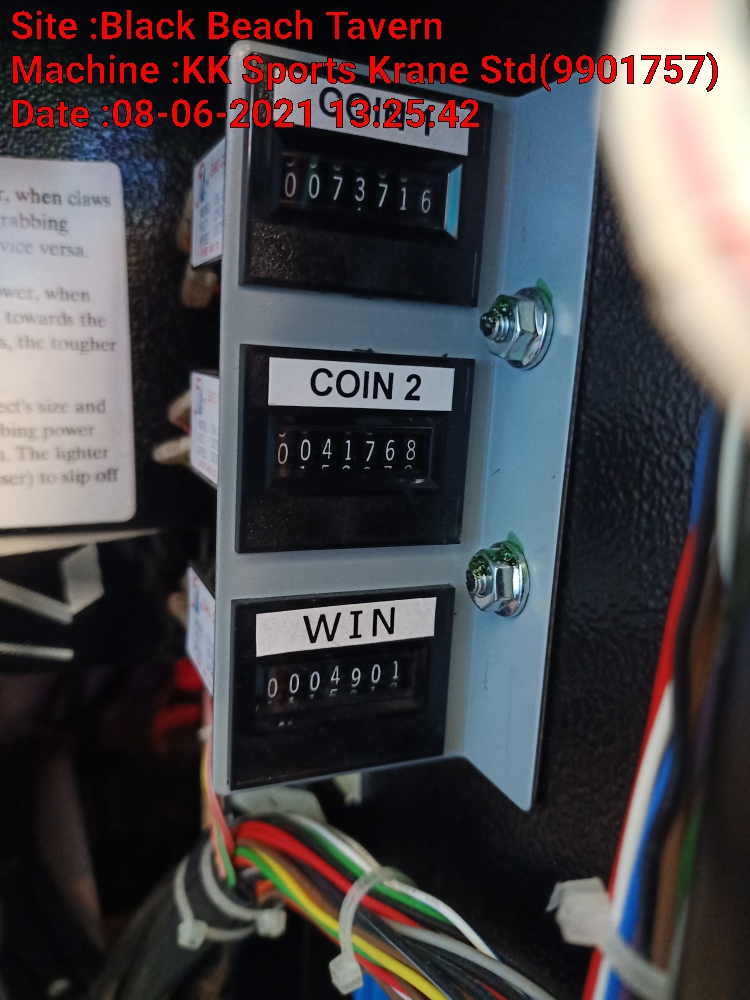 Site :Black Beach Tavern
Machine :KK Sports Krane Std(9901757)
Date :08-06-2021 13:25:42
COIN 1
0073716
r, when claws
rabbing
vice versa.
wer, when
towards the
s, the tougher
ect's size and
bing power
n. The lighter
ser) to slip off
COIN 2
0041768
WIN
0004901